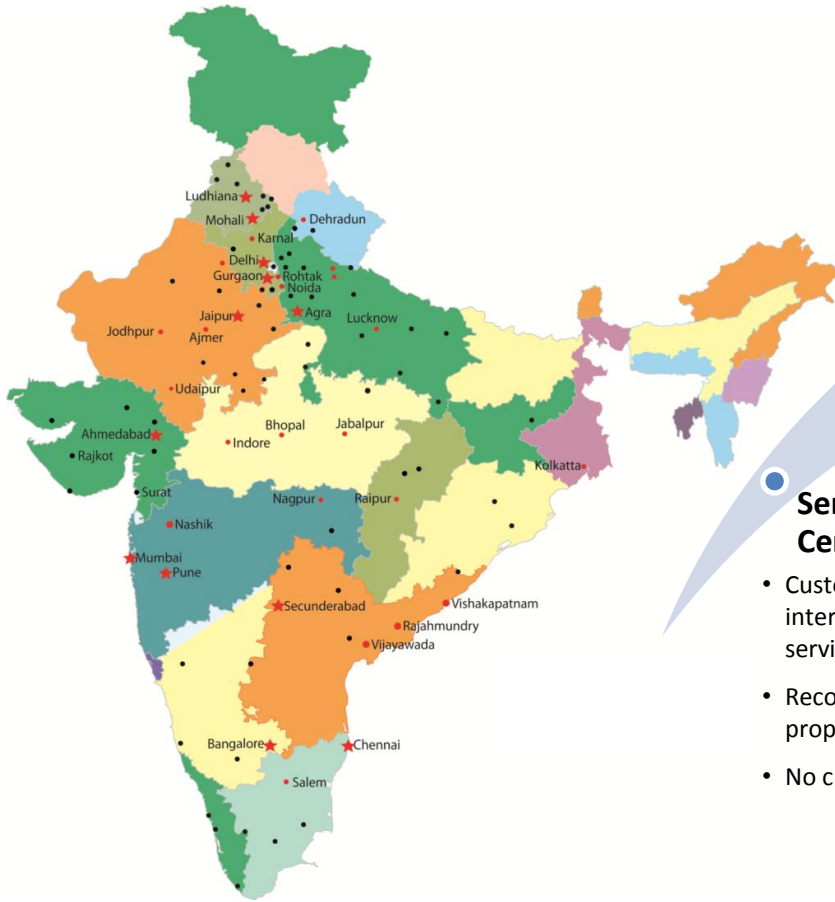 Ludhiana
Mohali
Dehradun
Karnal
Delhi
Gurgaon
Rohtak
Noida
Jaipur
Agra
Lucknow
Jodhpur
Ajmer
Udaipur
Ahmedabad
Bhopal
Jabalpur
Indore
Rajkot
Kolkatta
Surat
Nagpur
Raipur
Nashik
Mumbai
Pune
Secunderabad
Vishakapatnam
Rajahmundry
Vijayawada
Bangalore
Chennai
Salem
Ser
Cer
• Custo
inter
servi
• Reco
prop
• No c